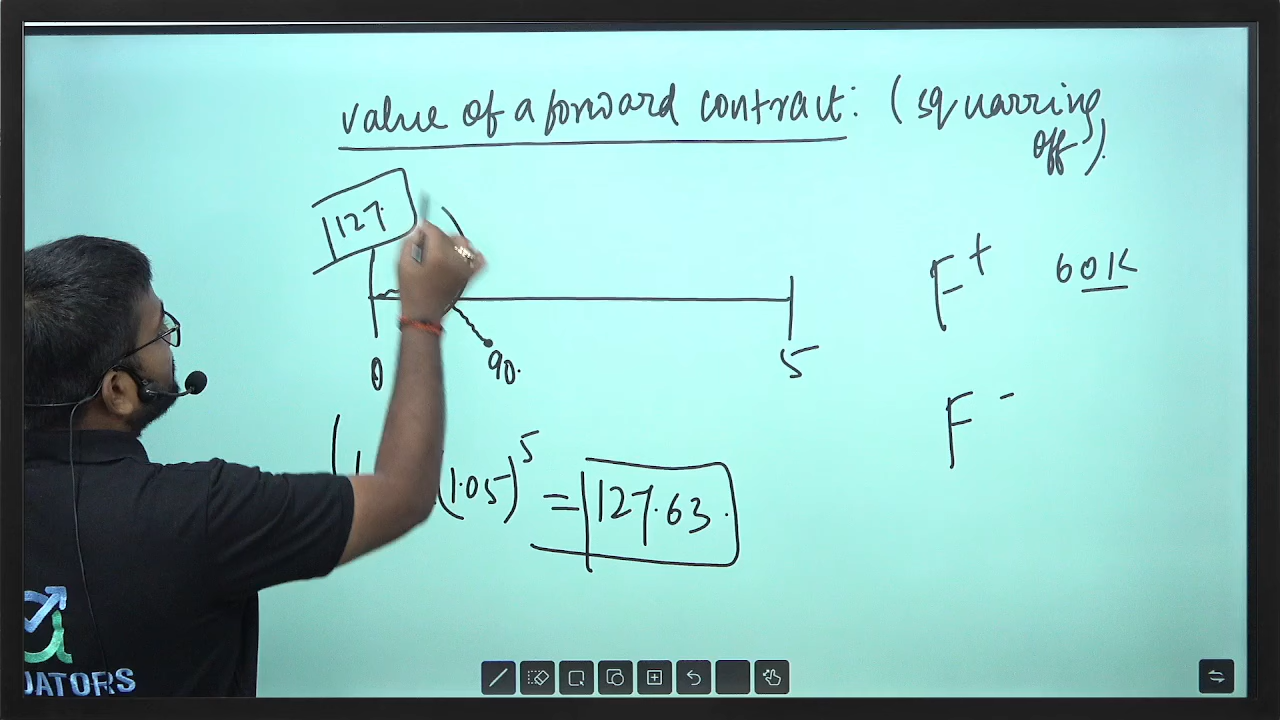 value of a forward contract: (squarring
off).
127.
F+ 60K
0 90. 5
F -
(1.05)^5 = 127.63.
UATORS